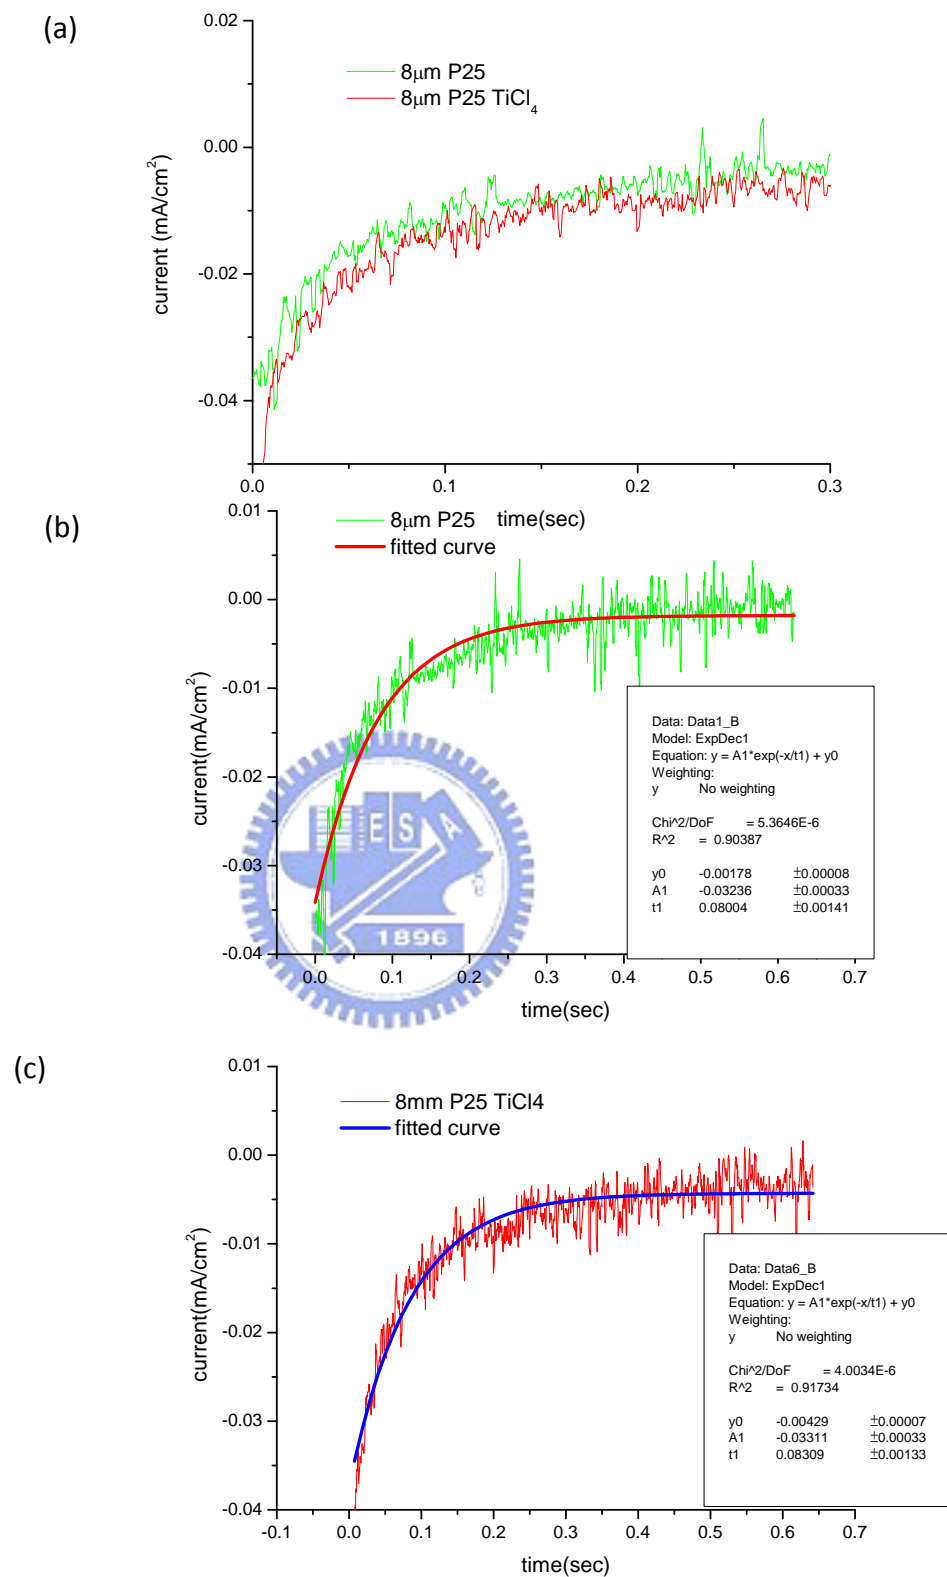 (a)
0.02
0.00
-0.02
-0.04
current (mA/cm²)
8μm P25
8μm P25 TiCl₄
0.0
0.1
0.2
0.3
time(sec)
(b)
0.01
0.00
-0.01
-0.02
-0.03
-0.04
current(mA/cm²)
8μm P25
fitted curve
ESA
1896
Data: Data1_B
Model: ExpDec1
Equation: y = A1*exp(-x/t1) + y0
Weighting:
y No weighting
Chi^2/DoF = 5.3646E-6
R^2 = 0.90387
y0 -0.00178 ±0.00008
A1 -0.03236 ±0.00033
t1 0.08004 ±0.00141
0.0
0.1
0.2
0.3
0.4
0.5
0.6
0.7
time(sec)
(c)
0.01
0.00
-0.01
-0.02
-0.03
-0.04
current(mA/cm²)
8mm P25 TiCl4
fitted curve
Data: Data6_B
Model: ExpDec1
Equation: y = A1*exp(-x/t1) + y0
Weighting:
y No weighting
Chi^2/DoF = 4.0034E-6
R^2 = 0.91734
y0 -0.00429 ±0.00007
A1 -0.03311 ±0.00033
t1 0.08309 ±0.00133
-0.1
0.0
0.1
0.2
0.3
0.4
0.5
0.6
0.7
time(sec)